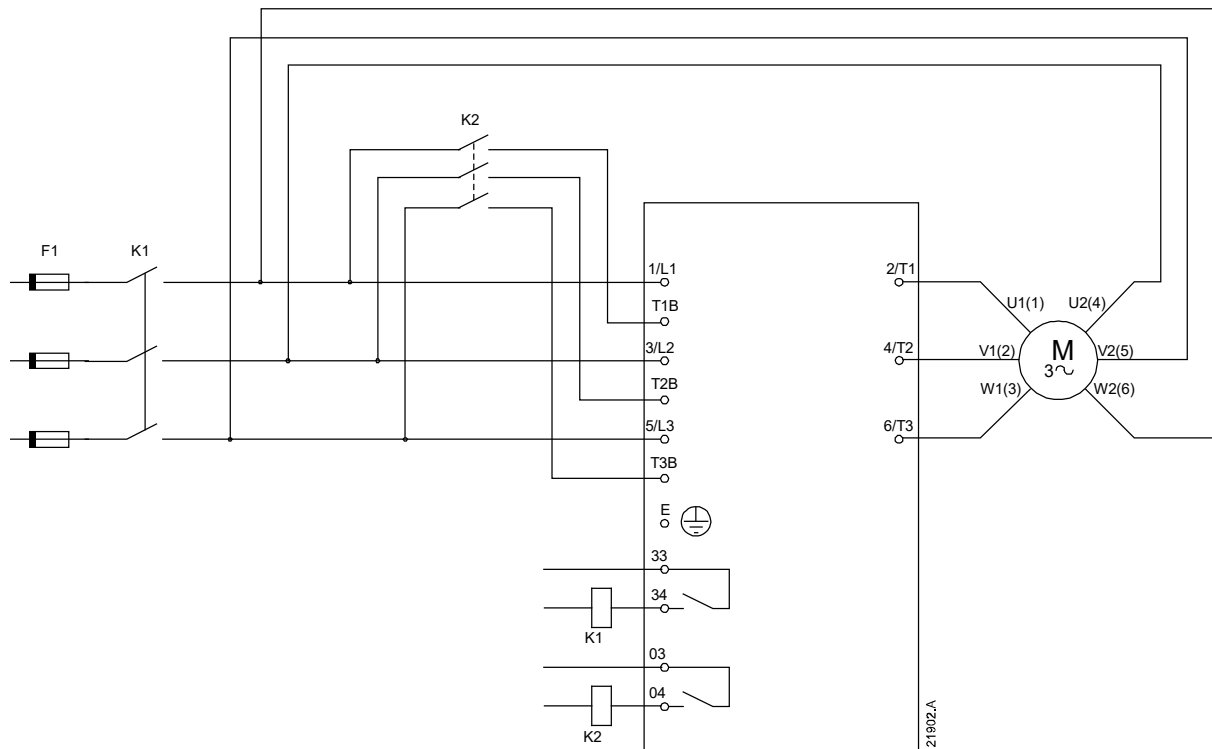 K2
F1 K1
1/L1 2/T1
U1(1) U2(4)
T1B
3/L2 4/T2 V1(2) M V2(5)
3
T2B W1(3) W2(6)
5/L3 6/T3
T3B
E
33
34
K1
03
04
K2
21902.A